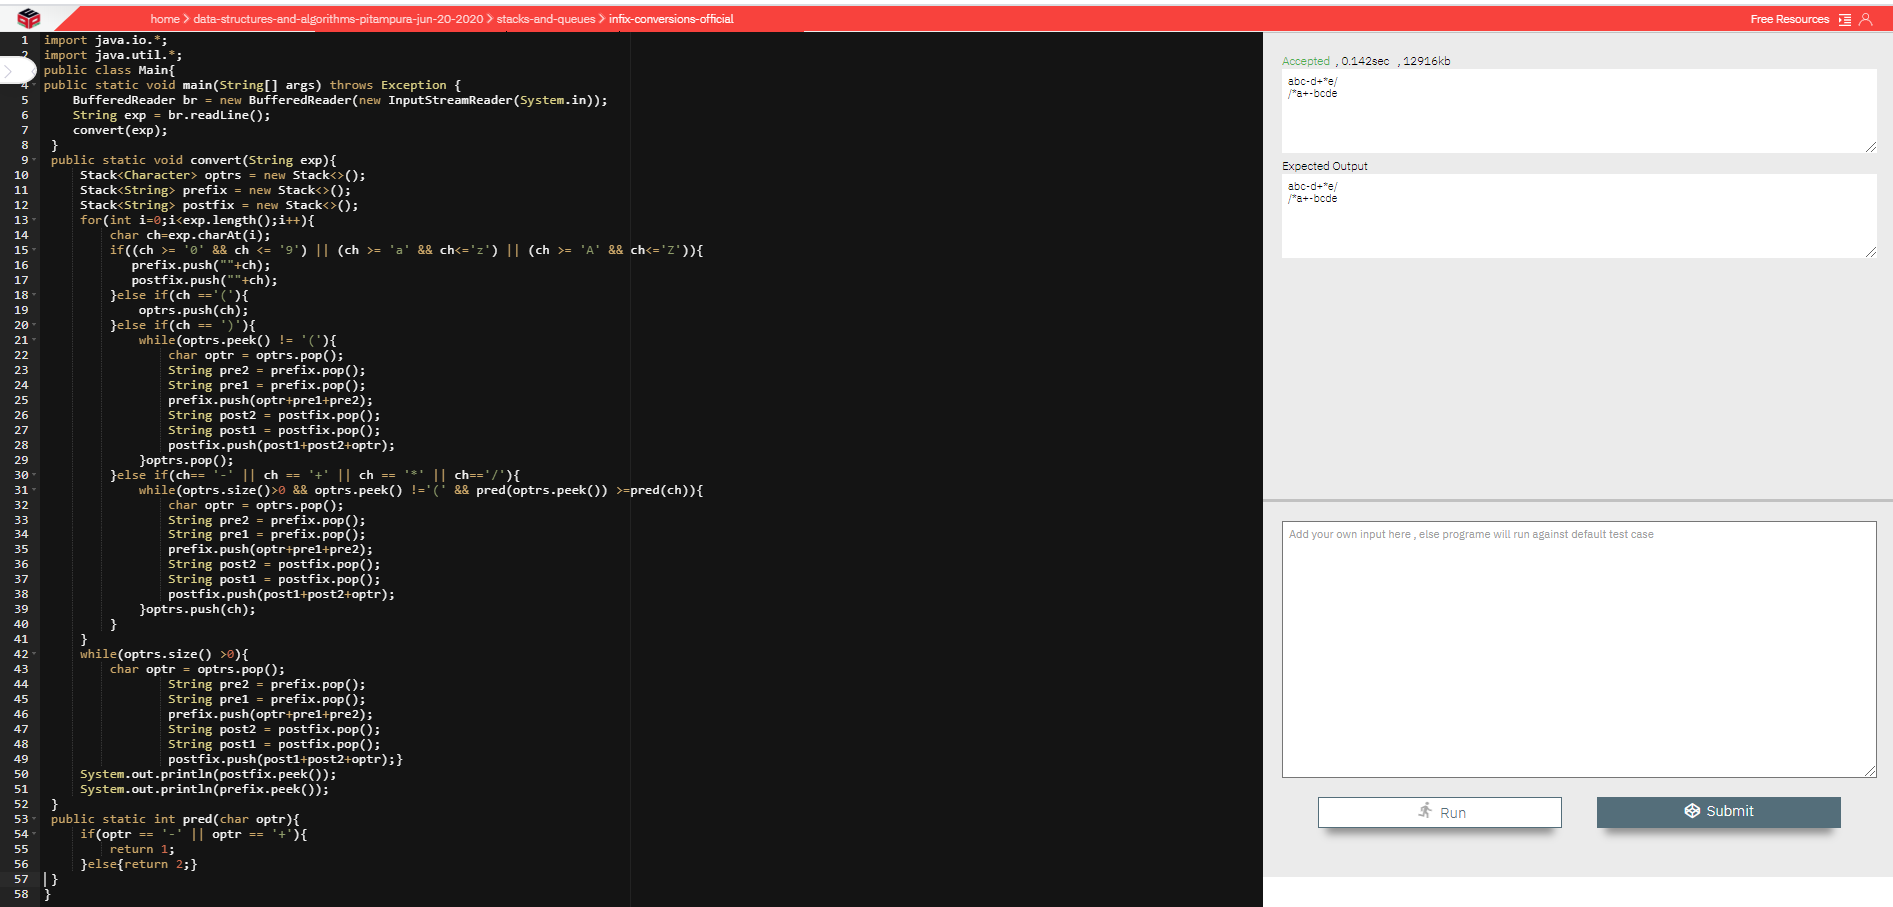 home > data-structures-and-algorithms-pitampura-jun-20-2020 > stacks-and-queues > infix-conversions-official
Free Resources
1 import java.io.*;
2 import java.util.*;
public class Main{
4 public static void main(String[] args) throws Exception {
5 BufferedReader br = new BufferedReader(new InputStreamReader(System.in));
6 String exp = br.readLine();
7 convert(exp);
8 }
9 public static void convert(String exp){
10 Stack<Character> optrs = new Stack<>();
11 Stack<String> prefix = new Stack<>();
12 Stack<String> postfix = new Stack<>();
13 for(int i=0;i<exp.length();i++){
14 char ch=exp.charAt(i);
15 if((ch >= '0' && ch <= '9') || (ch >= 'a' && ch<='z') || (ch >= 'A' && ch<='Z')){
16 prefix.push(""+ch);
17 postfix.push(""+ch);
18 }else if(ch =='('){
19 optrs.push(ch);
20 }else if(ch == ')'){
21 while(optrs.peek() != '('){
22 char optr = optrs.pop();
23 String pre2 = prefix.pop();
24 String pre1 = prefix.pop();
25 prefix.push(optr+pre1+pre2);
26 String post2 = postfix.pop();
27 String post1 = postfix.pop();
28 postfix.push(post1+post2+optr);
29 }optrs.pop();
30 }else if(ch== '-' || ch == '+' || ch == '*' || ch=='/'){
31 while(optrs.size()>0 && optrs.peek() !='(' && pred(optrs.peek()) >=pred(ch)){
32 char optr = optrs.pop();
33 String pre2 = prefix.pop();
34 String pre1 = prefix.pop();
35 prefix.push(optr+pre1+pre2);
36 String post2 = postfix.pop();
37 String post1 = postfix.pop();
38 postfix.push(post1+post2+optr);
39 }optrs.push(ch);
40 }
41 }
42 while(optrs.size() >0){
43 char optr = optrs.pop();
44 String pre2 = prefix.pop();
45 String pre1 = prefix.pop();
46 prefix.push(optr+pre1+pre2);
47 String post2 = postfix.pop();
48 String post1 = postfix.pop();
49 postfix.push(post1+post2+optr);}
50 System.out.println(postfix.peek());
51 System.out.println(prefix.peek());
52 }
53 public static int pred(char optr){
54 if(optr == '-' || optr == '+'){
55 return 1;
56 }else{return 2;}
57 }
58 }
Accepted , 0.142sec , 12916kb
abc-d+*e/
/*a+-bcde
Expected Output
abc-d+*e/
/*a+-bcde
Add your own input here , else programe will run against default test case
Run
Submit